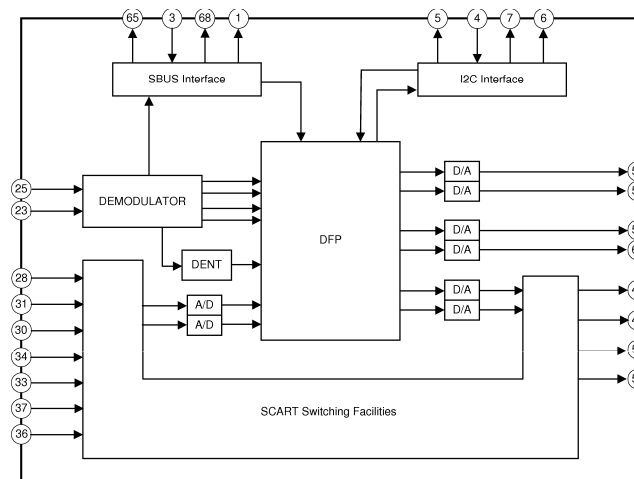 65 3 68 1 5 4 7 6
SBUS Interface
I2C Interface
25
23
DEMODULATOR
DENT
DFP
D/A
D/A
D/A
D/A
D/A
D/A
A/D
A/D
28
31
30
34
33
37
36
SCART Switching Facilities